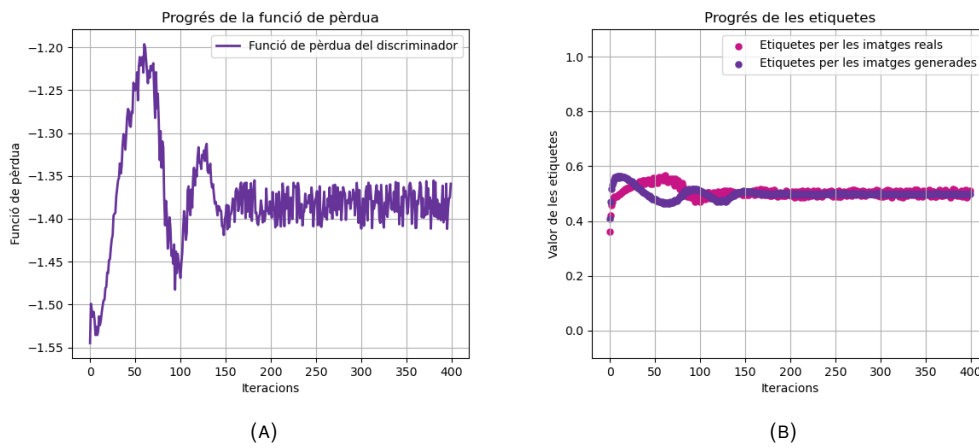 Progrés de la funció de pèrdua
Funció de pèrdua del discriminador
−1.20
−1.25
−1.30
−1.35
−1.40
−1.45
−1.50
−1.55
Funció de pèrdua
0 50 100 150 200 250 300 350 400
Iteracions
(A)
Progrés de les etiquetes
Etiquetes per les imatges reals
Etiquetes per les imatges generades
1.0
0.8
0.6
0.4
0.2
0.0
Valor de les etiquetes
0 50 100 150 200 250 300 350 400
Iteracions
(B)